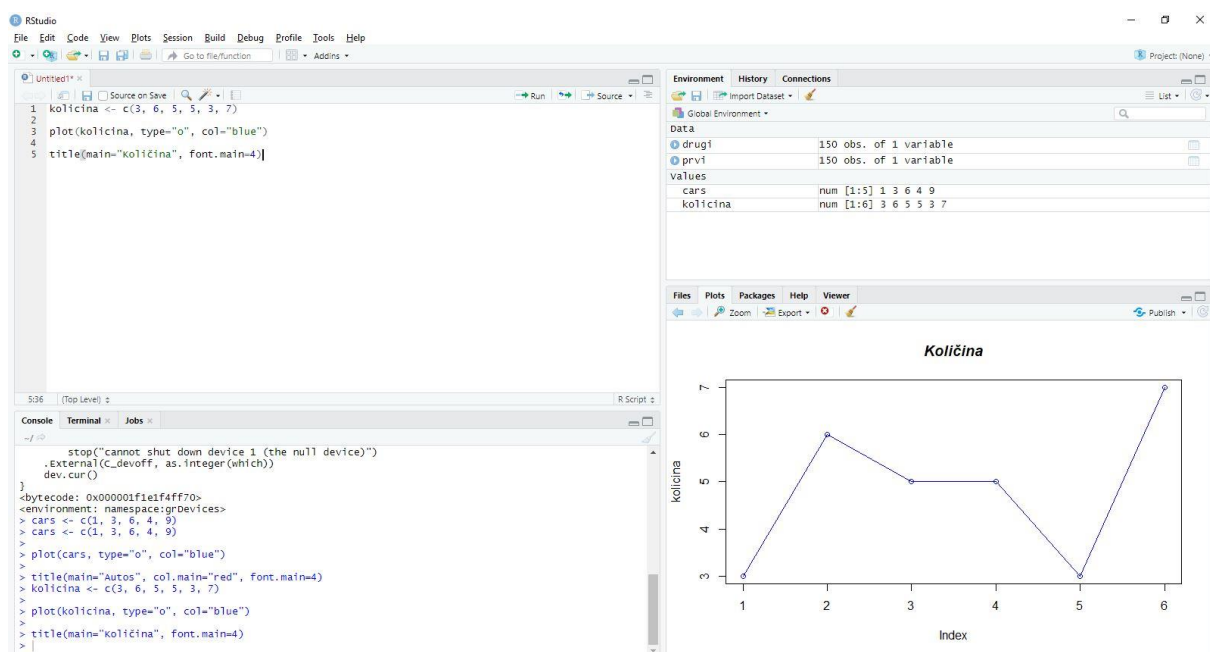 RStudio
File Edit Code View Plots Session Build Debug Profile Tools Help
Go to file/function Addins Project: (None)
Untitled1*
Source on Save Run Source
1 kolicina <- c(3, 6, 5, 5, 3, 7)
2
3 plot(kolicina, type="o", col="blue")
4
5 title(main="Količina", font.main=4)
5:36 (Top Level) R Script
Console Terminal Jobs
~/
stop("cannot shut down device 1 (the null device)")
.External(C_devoff, as.integer(which))
dev.cur()
}
<bytecode: 0x000001f1e1f4ff70>
<environment: namespace:grDevices>
> cars <- c(1, 3, 6, 4, 9)
> cars <- c(1, 3, 6, 4, 9)
>
> plot(cars, type="o", col="blue")
>
> title(main="Autos", col.main="red", font.main=4)
> kolicina <- c(3, 6, 5, 5, 3, 7)
>
> plot(kolicina, type="o", col="blue")
>
> title(main="Količina", font.main=4)
>
Environment History Connections
Import Dataset List
Global Environment
Data
drugi 150 obs. of 1 variable
prvi 150 obs. of 1 variable
Values
cars num [1:5] 1 3 6 4 9
kolicina num [1:6] 3 6 5 5 3 7
Files Plots Packages Help Viewer
Zoom Export Publish
Količina
kolicina
7
6
5
4
3
1 2 3 4 5 6
Index